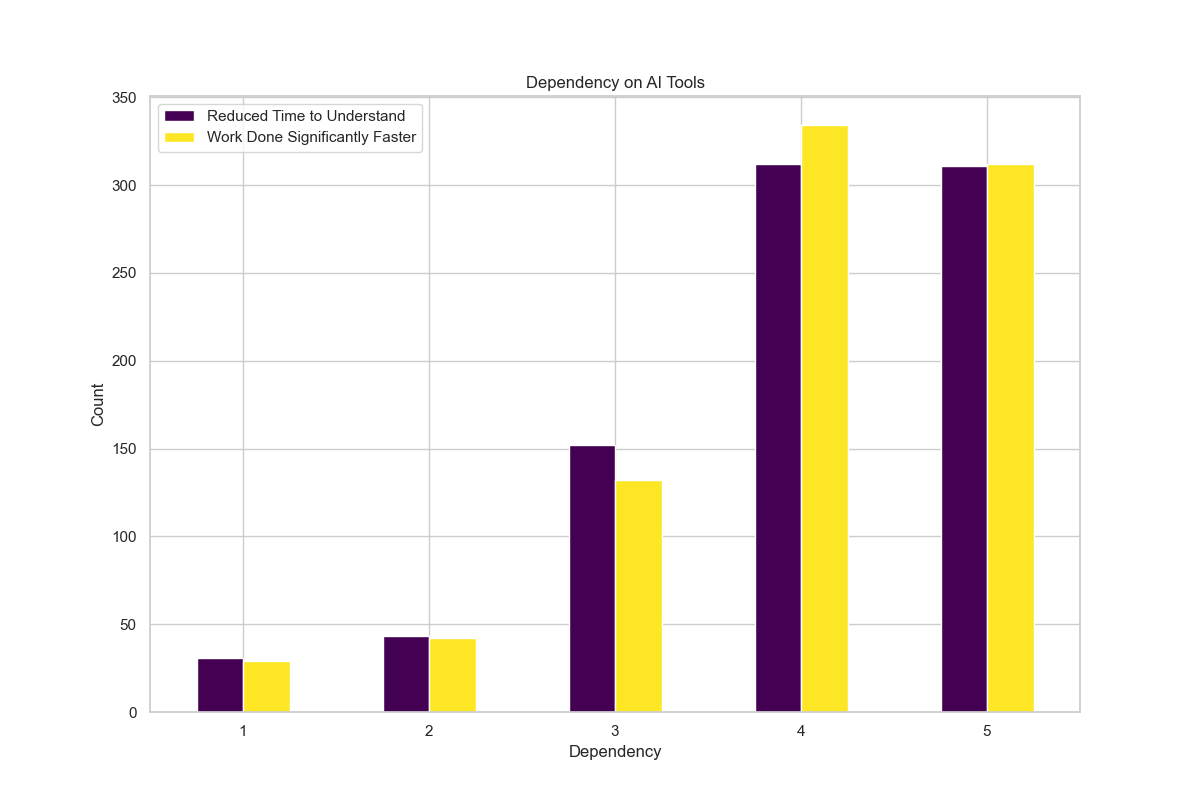 Dependency on AI Tools
Reduced Time to Understand
Work Done Significantly Faster
350
300
250
200
150
100
50
0
Count
1 2 3 4 5
Dependency